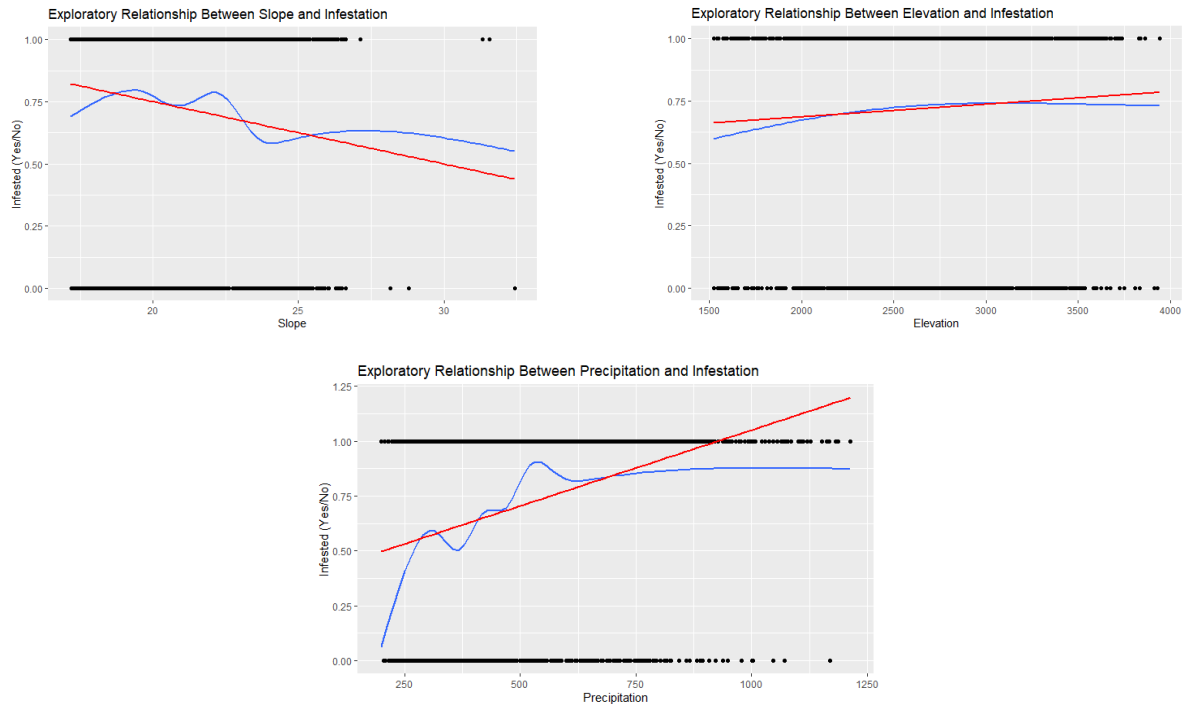 Exploratory Relationship Between Slope and Infestation
1.00
0.75
0.50
0.25
0.00
Infested (Yes/No)
20 25 30
Slope
Exploratory Relationship Between Elevation and Infestation
1.00
0.75
0.50
0.25
0.00
Infested (Yes/No)
1500 2000 2500 3000 3500 4000
Elevation
Exploratory Relationship Between Precipitation and Infestation
1.25
1.00
0.75
0.50
0.25
0.00
Infested (Yes/No)
250 500 750 1000 1250
Precipitation